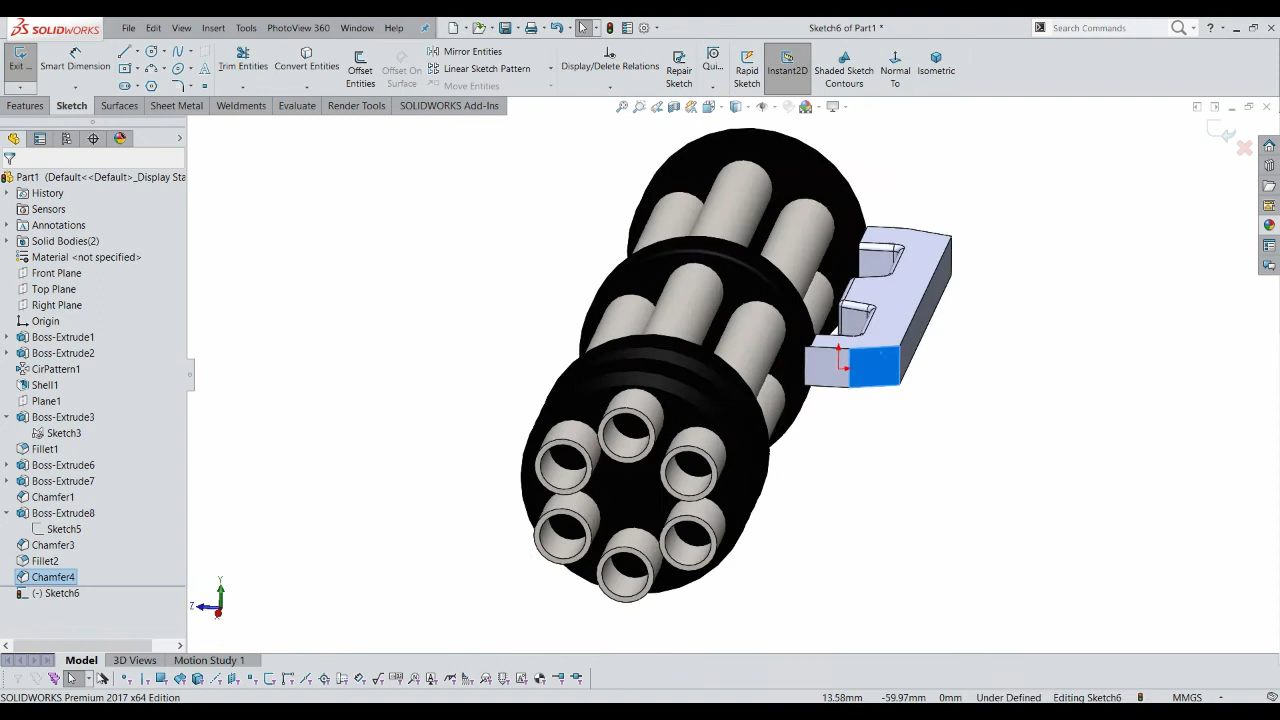 SOLIDWORKS File Edit View Insert Tools PhotoView 360 Window Help Sketch6 of Part1 * Search Commands ?
Exit ... Smart Dimension Trim Entities Convert Entities Offset Entities Offset On Surface Mirror Entities Linear Sketch Pattern Move Entities Display/Delete Relations Repair Sketch Qui... Rapid Sketch Instant2D Shaded Sketch Contours Normal To Isometric
Features Sketch Surfaces Sheet Metal Weldments Evaluate Render Tools SOLIDWORKS Add-Ins
Part1 (Default<<Default>_Display Sta
History
Sensors
Annotations
Solid Bodies(2)
Material <not specified>
Front Plane
Top Plane
Right Plane
Origin
Boss-Extrude1
Boss-Extrude2
CirPattern1
Shell1
Plane1
Boss-Extrude3
Sketch3
Fillet1
Boss-Extrude6
Boss-Extrude7
Chamfer1
Boss-Extrude8
Sketch5
Chamfer3
Fillet2
Chamfer4
(-) Sketch6
Y
Z
X
Model 3D Views Motion Study 1
SOLIDWORKS Premium 2017 x64 Edition 13.58mm -59.97mm 0mm Under Defined Editing Sketch6 MMGS